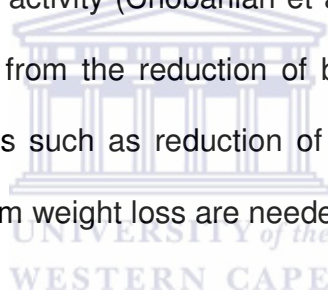 activity (Chobanian et a
from the reduction of b
s such as reduction of
m weight loss are neede
UNIVERSITY of the
WESTERN CAPE